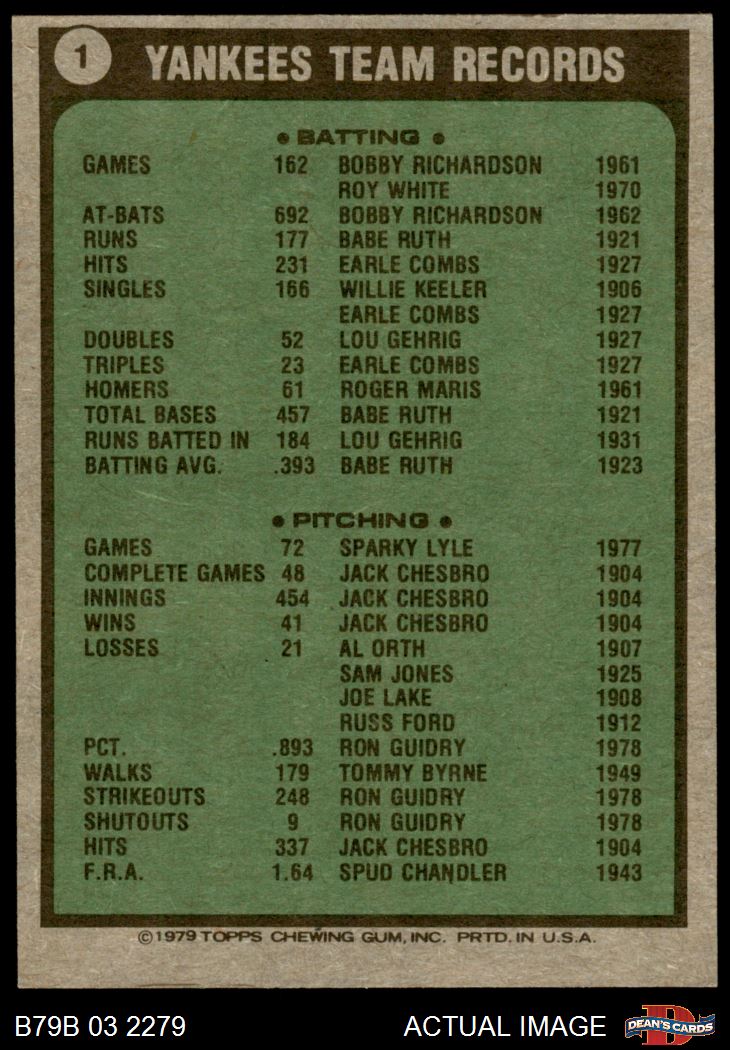 1 YANKEES TEAM RECORDS
• BATTING •
GAMES 162 BOBBY RICHARDSON 1961
ROY WHITE 1970
AT-BATS 692 BOBBY RICHARDSON 1962
RUNS 177 BABE RUTH 1921
HITS 231 EARLE COMBS 1927
SINGLES 166 WILLIE KEELER 1906
EARLE COMBS 1927
DOUBLES 52 LOU GEHRIG 1927
TRIPLES 23 EARLE COMBS 1927
HOMERS 61 ROGER MARIS 1961
TOTAL BASES 457 BABE RUTH 1921
RUNS BATTED IN 184 LOU GEHRIG 1931
BATTING AVG. .393 BABE RUTH 1923
• PITCHING •
GAMES 72 SPARKY LYLE 1977
COMPLETE GAMES 48 JACK CHESBRO 1904
INNINGS 454 JACK CHESBRO 1904
WINS 41 JACK CHESBRO 1904
LOSSES 21 AL ORTH 1907
SAM JONES 1925
JOE LAKE 1908
RUSS FORD 1912
PCT. .893 RON GUIDRY 1978
WALKS 179 TOMMY BYRNE 1949
STRIKEOUTS 248 RON GUIDRY 1978
SHUTOUTS 9 RON GUIDRY 1978
HITS 337 JACK CHESBRO 1904
F.R.A. 1.64 SPUD CHANDLER 1943
©1979 TOPPS CHEWING GUM, INC. PRTD. IN U.S.A.
B79B 03 2279 ACTUAL IMAGE D DEAN'S CARDS